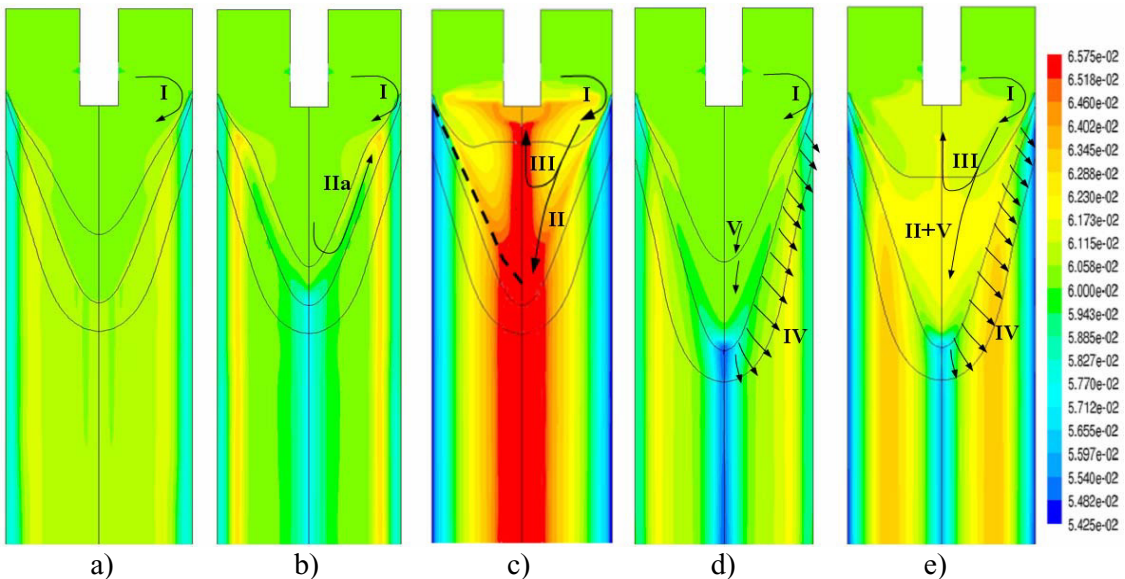 I
I
IIa
I
III
II
I
V
IV
I
III
II+V
IV
6.575e-02
6.518e-02
6.460e-02
6.402e-02
6.345e-02
6.288e-02
6.230e-02
6.173e-02
6.115e-02
6.058e-02
6.000e-02
5.943e-02
5.885e-02
5.827e-02
5.770e-02
5.712e-02
5.655e-02
5.597e-02
5.540e-02
5.482e-02
5.425e-02
a) b) c) d) e)